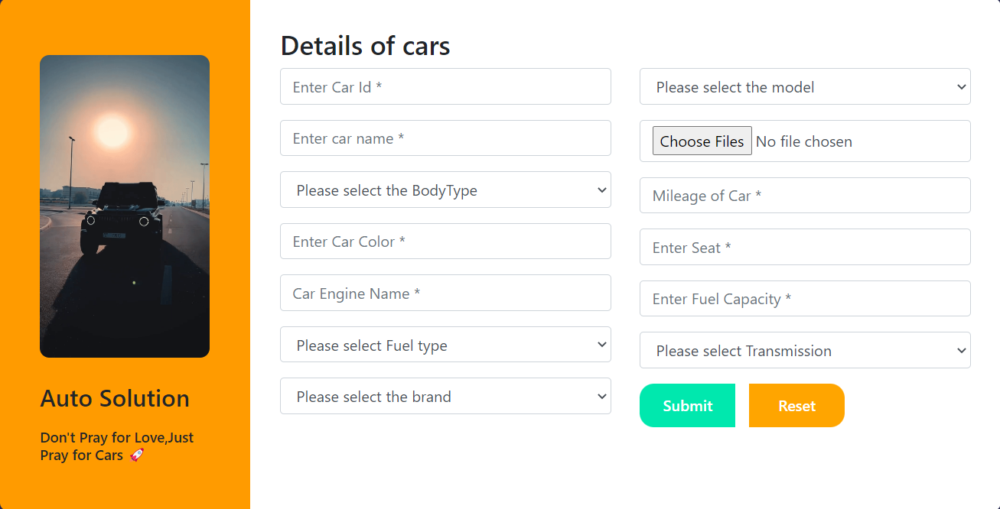 Details of cars
Enter Car Id *
Enter car name *
Please select the BodyType
Enter Car Color *
Car Engine Name *
Please select Fuel type
Please select the brand
Please select the model
Choose Files No file chosen
Mileage of Car *
Enter Seat *
Enter Fuel Capacity *
Please select Transmission
Submit
Reset
Auto Solution
Don't Pray for Love,Just
Pray for Cars 🚀